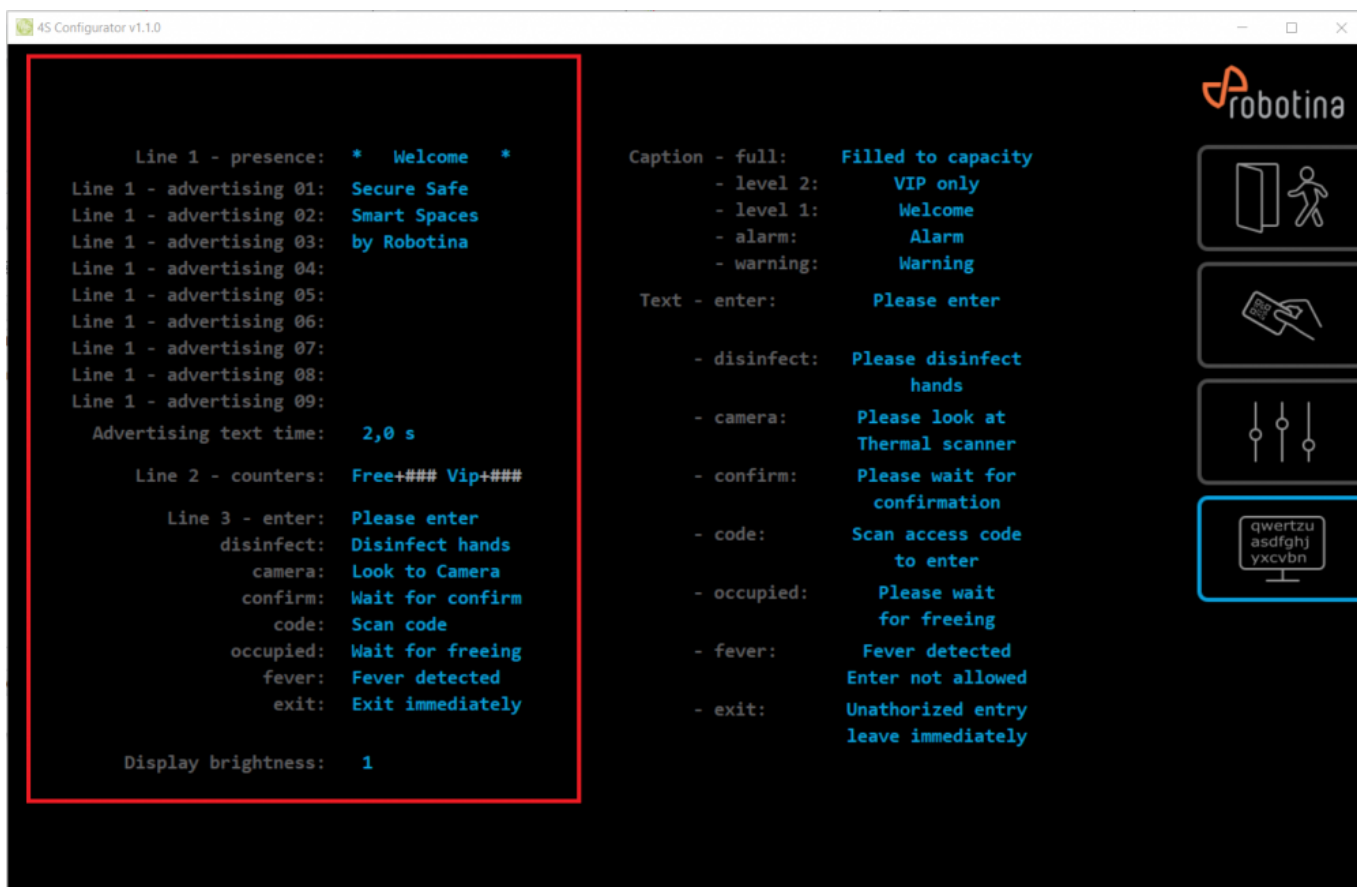 4S Configurator v1.1.0
robotina
Line 1 - presence: * Welcome *
Line 1 - advertising 01: Secure Safe
Line 1 - advertising 02: Smart Spaces
Line 1 - advertising 03: by Robotina
Line 1 - advertising 04:
Line 1 - advertising 05:
Line 1 - advertising 06:
Line 1 - advertising 07:
Line 1 - advertising 08:
Line 1 - advertising 09:
Advertising text time: 2,0 s
Line 2 - counters: Free+### Vip+###
Line 3 - enter: Please enter
disinfect: Disinfect hands
camera: Look to Camera
confirm: Wait for confirm
code: Scan code
occupied: Wait for freeing
fever: Fever detected
exit: Exit immediately
Display brightness: 1
Caption - full: Filled to capacity
- level 2: VIP only
- level 1: Welcome
- alarm: Alarm
- warning: Warning
Text - enter: Please enter
- disinfect: Please disinfect
hands
- camera: Please look at
Thermal scanner
- confirm: Please wait for
confirmation
- code: Scan access code
to enter
- occupied: Please wait
for freeing
- fever: Fever detected
Enter not allowed
- exit: Unathorized entry
leave immediately
qwertzu
asdfghj
yxcvbn